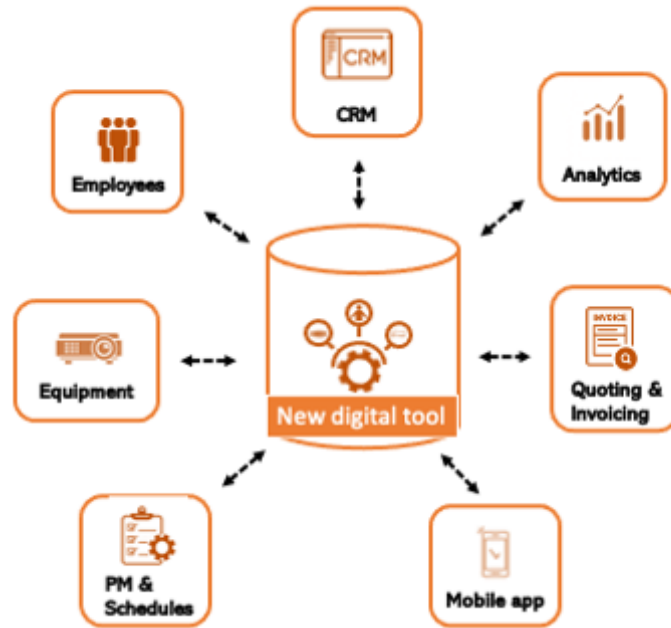 CRM
CRM
Employees
Analytics
Equipment
New digital tool
INVOICE
Quoting &
Invoicing
PM &
Schedules
Mobile app